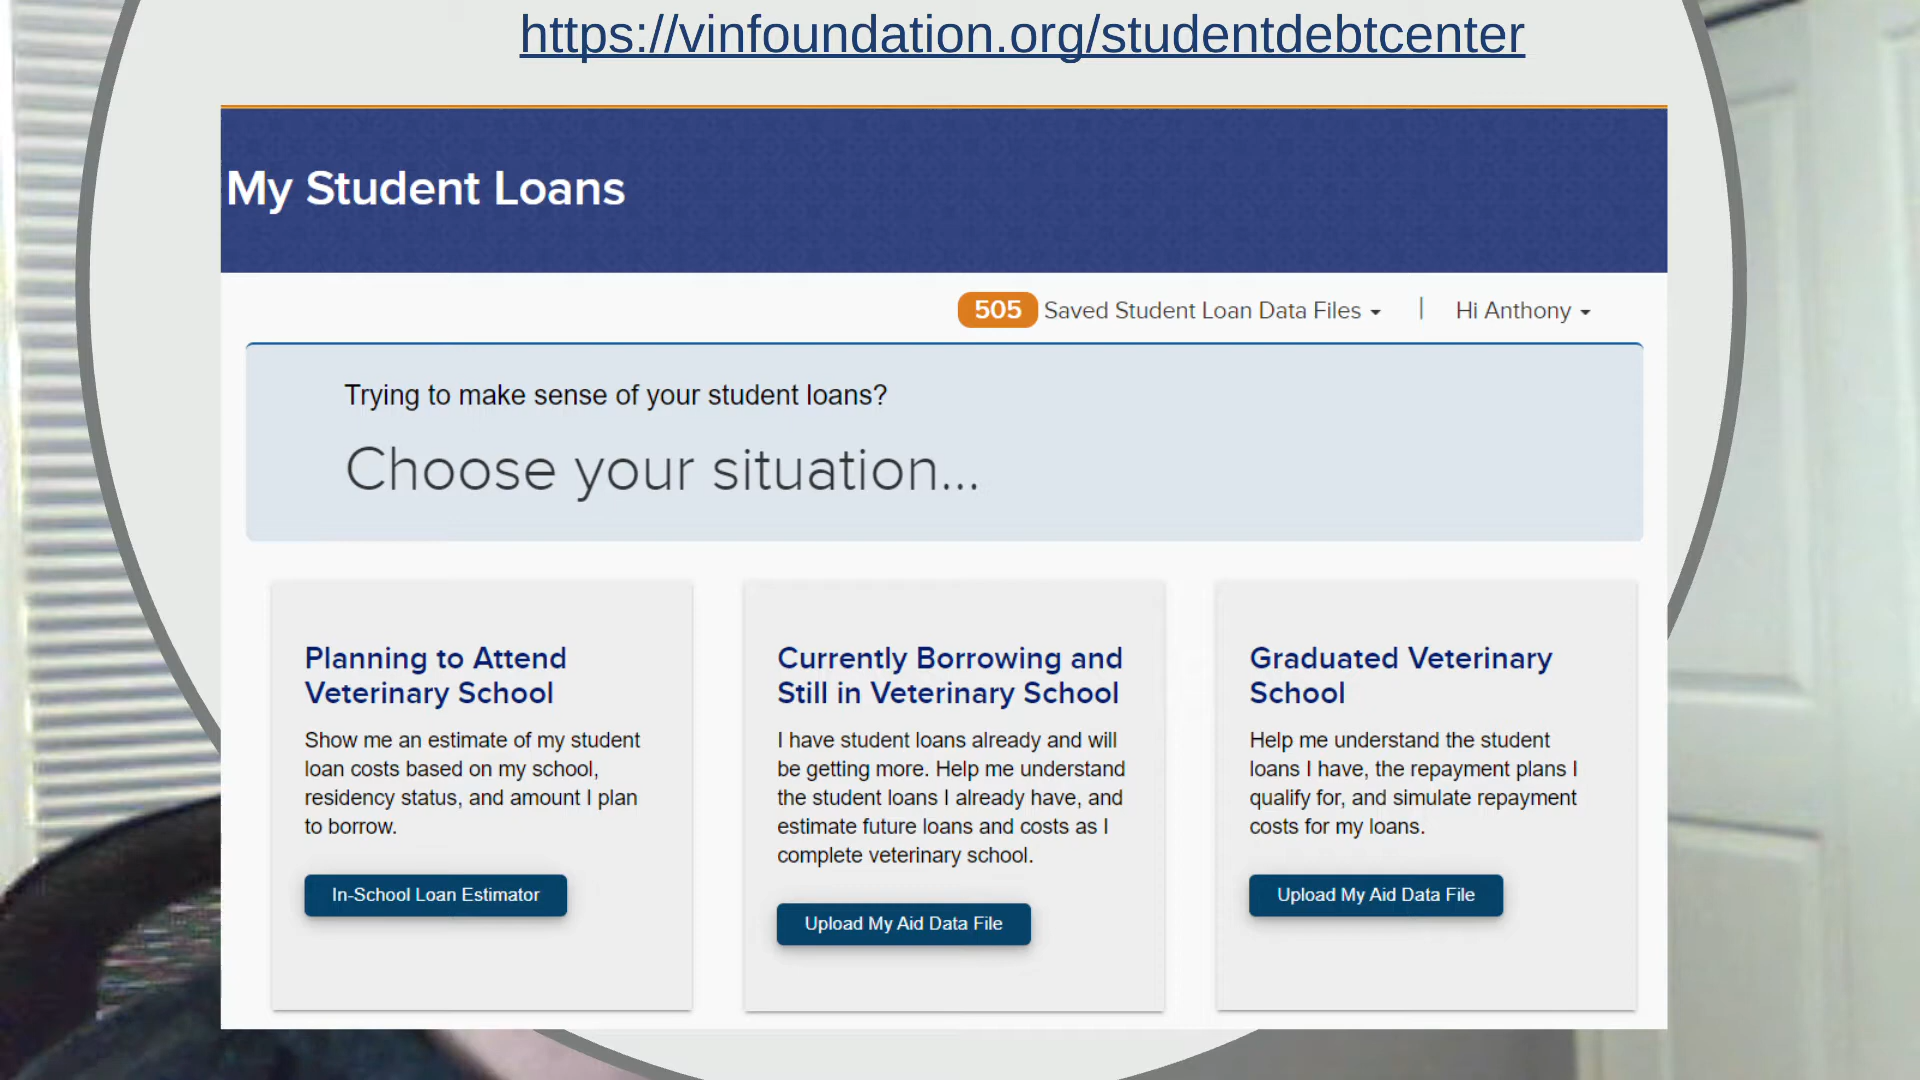 https://vinfoundation.org/studentdebtcenter
My Student Loans
505 Saved Student Loan Data Files | Hi Anthony
Trying to make sense of your student loans?
Choose your situation...
Planning to Attend
Veterinary School
Show me an estimate of my student
loan costs based on my school,
residency status, and amount I plan
to borrow.
In-School Loan Estimator
Currently Borrowing and
Still in Veterinary School
I have student loans already and will
be getting more. Help me understand
the student loans I already have, and
estimate future loans and costs as I
complete veterinary school.
Upload My Aid Data File
Graduated Veterinary
School
Help me understand the student
loans I have, the repayment plans I
qualify for, and simulate repayment
costs for my loans.
Upload My Aid Data File